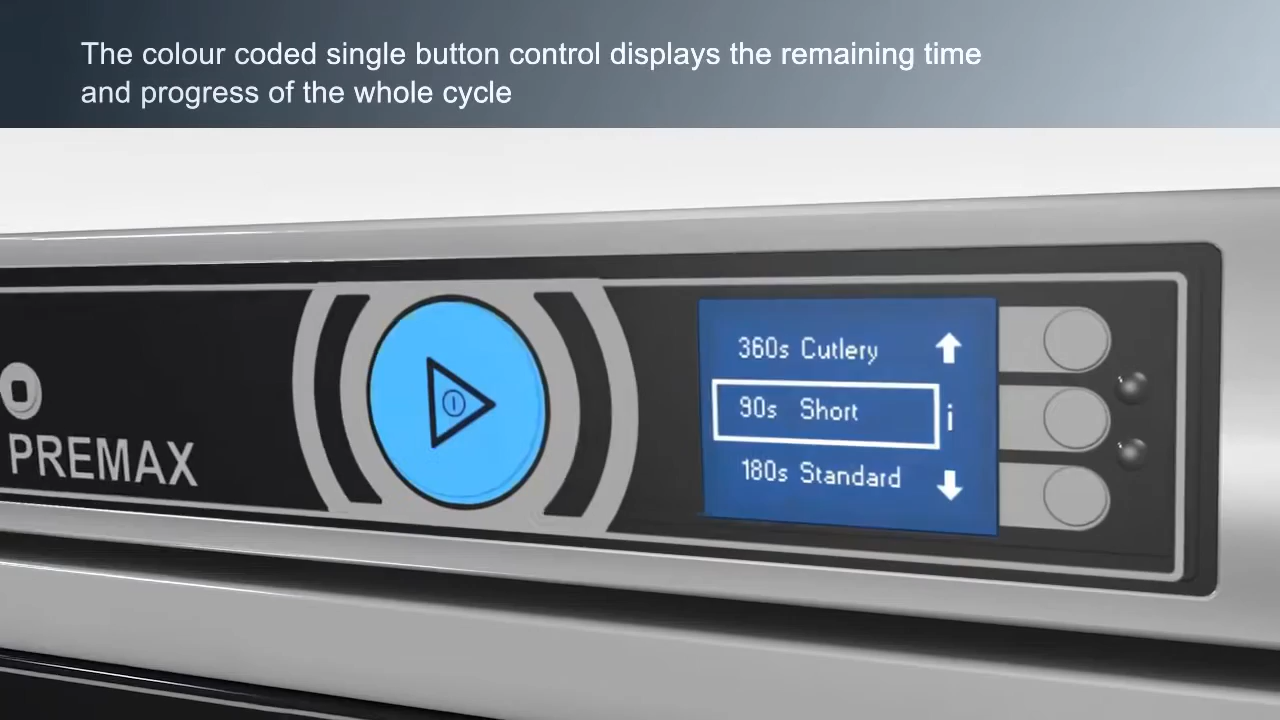 The colour coded single button control displays the remaining time
and progress of the whole cycle
PREMAX
360s Cutlery
90s Short
i
180s Standard